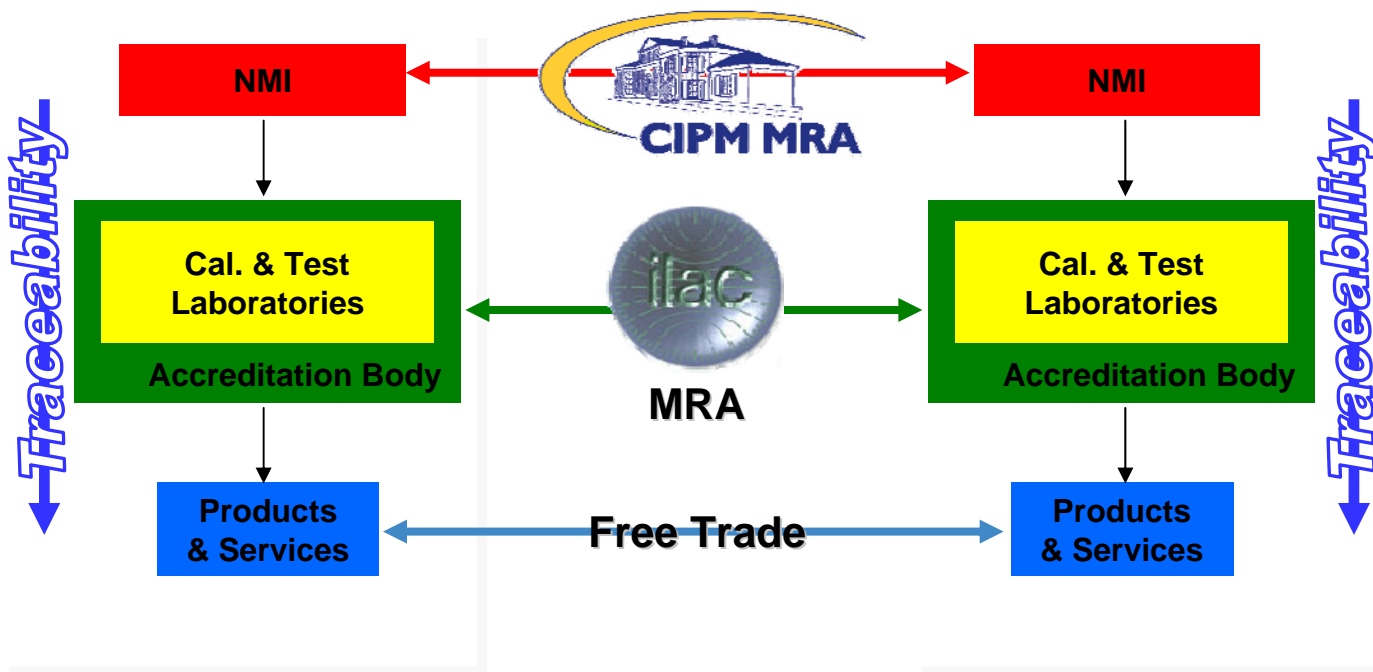 NMI
CIPM MRA
NMI
Traceability
Cal. & Test
Laboratories
Accreditation Body
ilac
MRA
Cal. & Test
Laboratories
Accreditation Body
Traceability
Products
& Services
Free Trade
Products
& Services